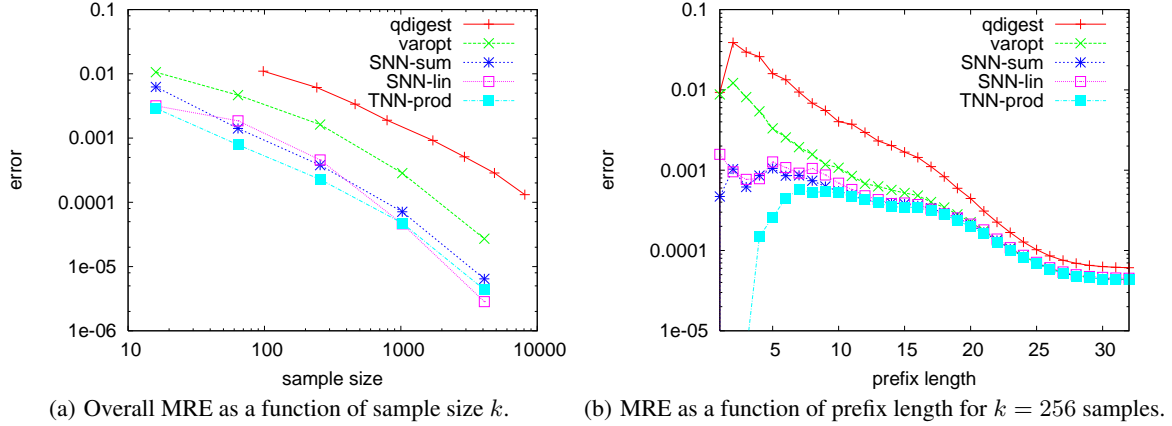 0.1
0.01
0.001
0.0001
1e-05
1e-06
error
10
100
1000
10000
sample size
qdigest
varopt
SNN-sum
SNN-lin
TNN-prod
(a) Overall MRE as a function of sample size k.
0.1
0.01
0.001
0.0001
1e-05
error
5
10
15
20
25
30
prefix length
qdigest
varopt
SNN-sum
SNN-lin
TNN-prod
(b) MRE as a function of prefix length for k = 256 samples.